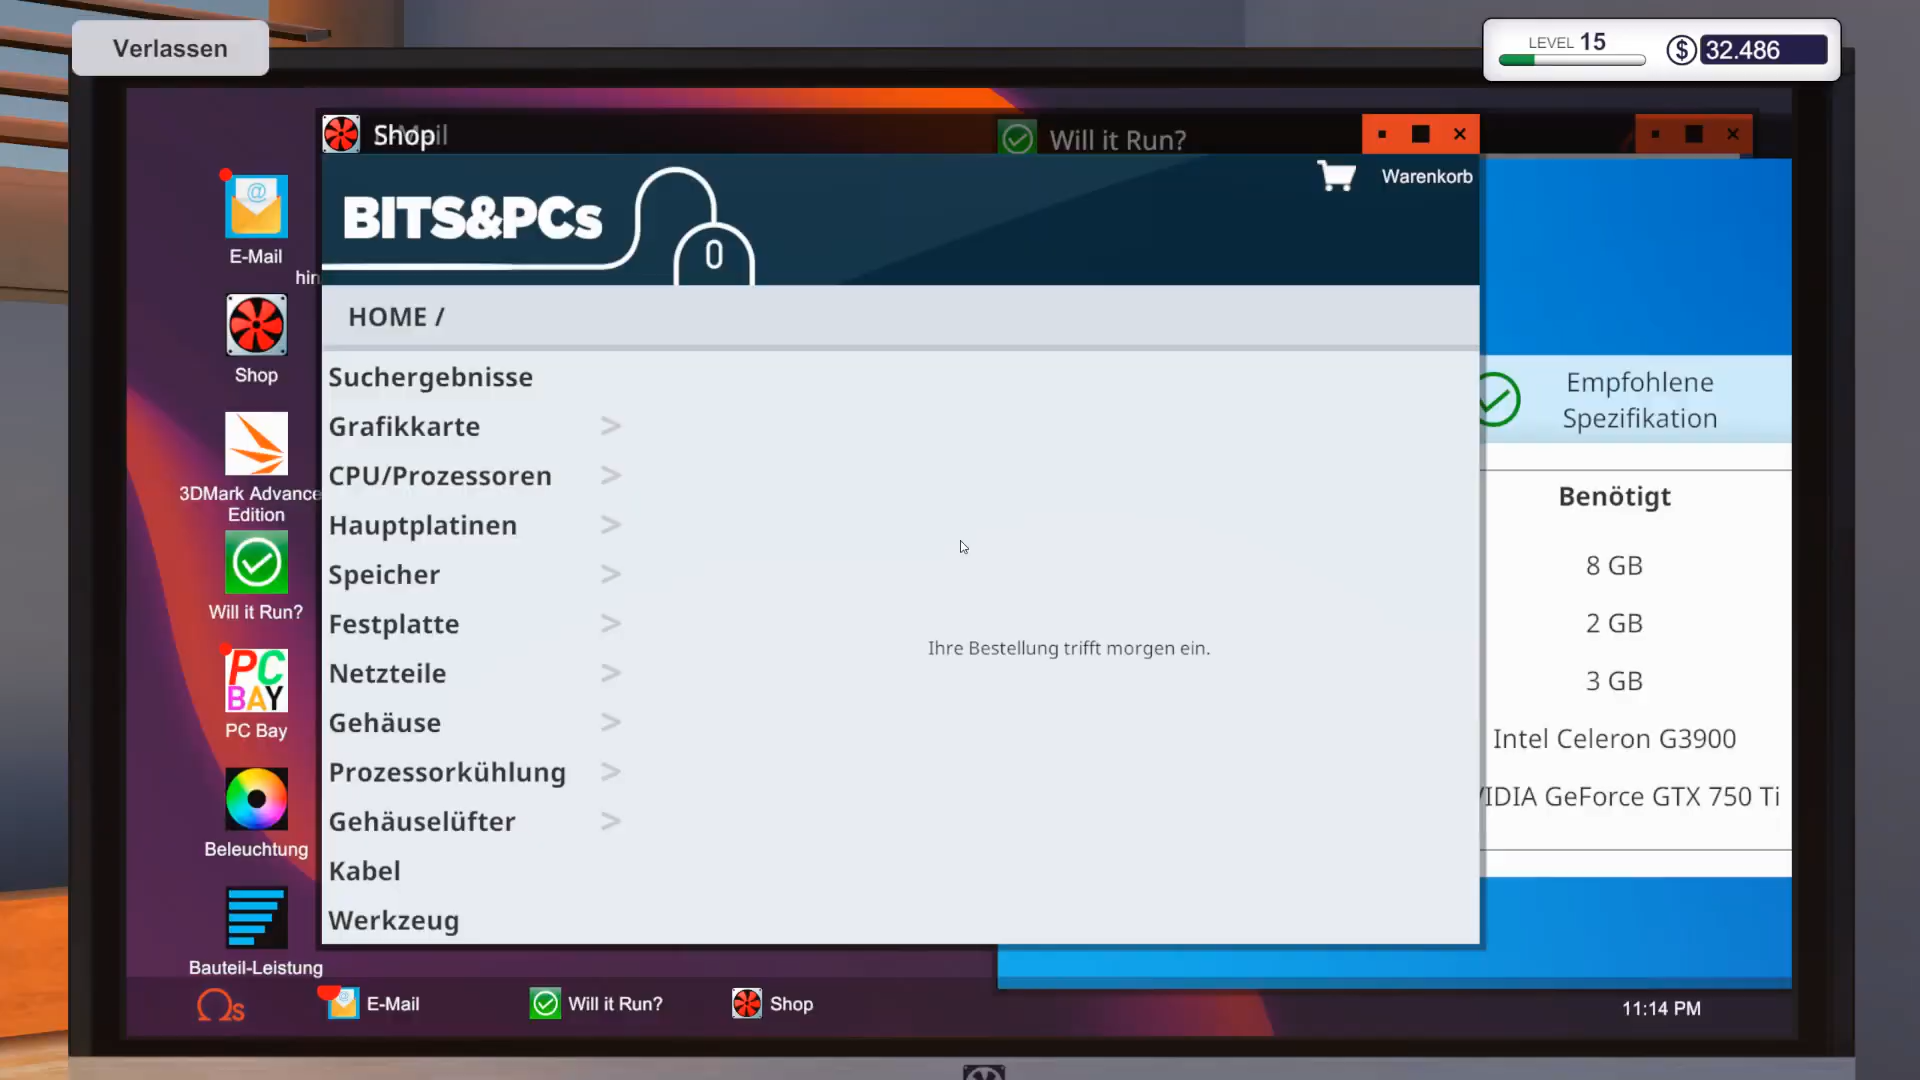 Verlassen
LEVEL 15
$ 32.486
Shop
Will it Run?
BITS&PCs
Warenkorb
HOME /
Suchergebnisse
Grafikkarte >
CPU/Prozessoren >
Hauptplatinen >
Speicher >
Festplatte >
Netzteile >
Gehäuse >
Prozessorkühlung >
Gehäuselüfter >
Kabel
Werkzeug
Ihre Bestellung trifft morgen ein.
Empfohlene
Spezifikation
Benötigt
8 GB
2 GB
3 GB
Intel Celeron G3900
GeForce GTX 750 Ti
E-Mail
Shop
3DMark Advance
Edition
Will it Run?
PC
BAY
PC Bay
Beleuchtung
Bauteil-Leistung
Ωs
E-Mail
Will it Run?
Shop
11:14 PM